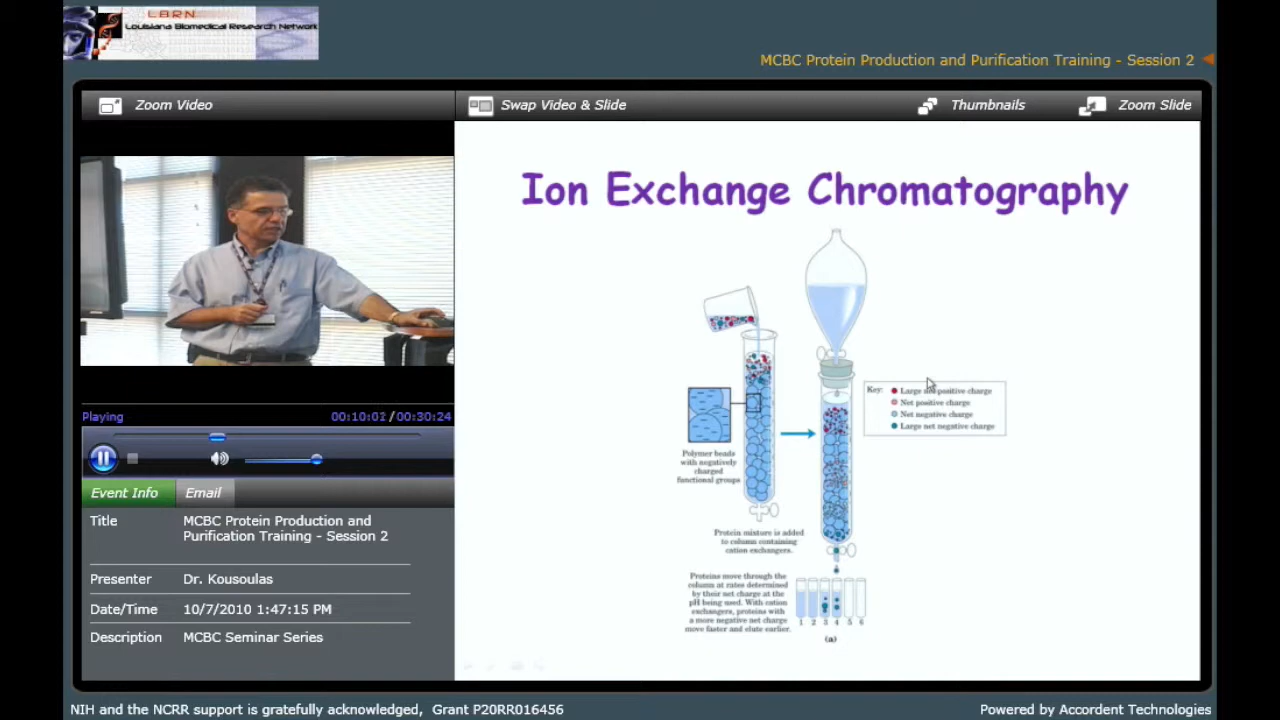 LBRN
Louisiana Biomedical Research Network
MCBC Protein Production and Purification Training - Session 2
Zoom Video
Swap Video & Slide
Thumbnails
Zoom Slide
Ion Exchange Chromatography
Key:
Large net positive charge
Net positive charge
Net negative charge
Large net negative charge
Polymer beads
with negatively
charged
functional groups
Protein mixture is added
to column containing
cation exchangers.
Proteins move through the
column at rates determined
by their net charge at the
pH being used. With cation
exchangers, proteins with
a more negative net charge
move faster and elute earlier.
1 2 3 4 5 6
(a)
Playing
00:10:02 / 00:30:24
Event Info
Email
Title
MCBC Protein Production and
Purification Training - Session 2
Presenter
Dr. Kousoulas
Date/Time
10/7/2010 1:47:15 PM
Description
MCBC Seminar Series
NIH and the NCRR support is gratefully acknowledged, Grant P20RR016456
Powered by Accordent Technologies